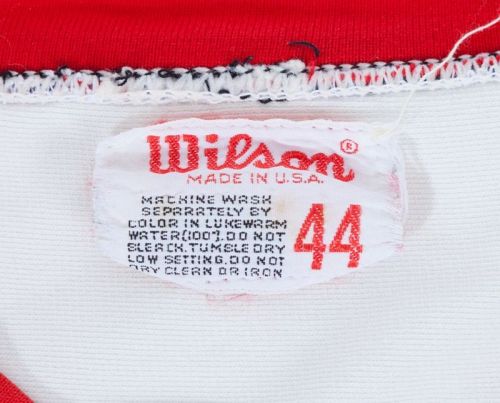 Wilson®
MADE IN U.S.A.
MACHINE WASH
SEPARATELY BY
COLOR IN LUKEWARM
WATER(100°). DO NOT
BLEACH. TUMBLE DRY
LOW SETTING. DO NOT
DRY CLEAN OR IRON
44